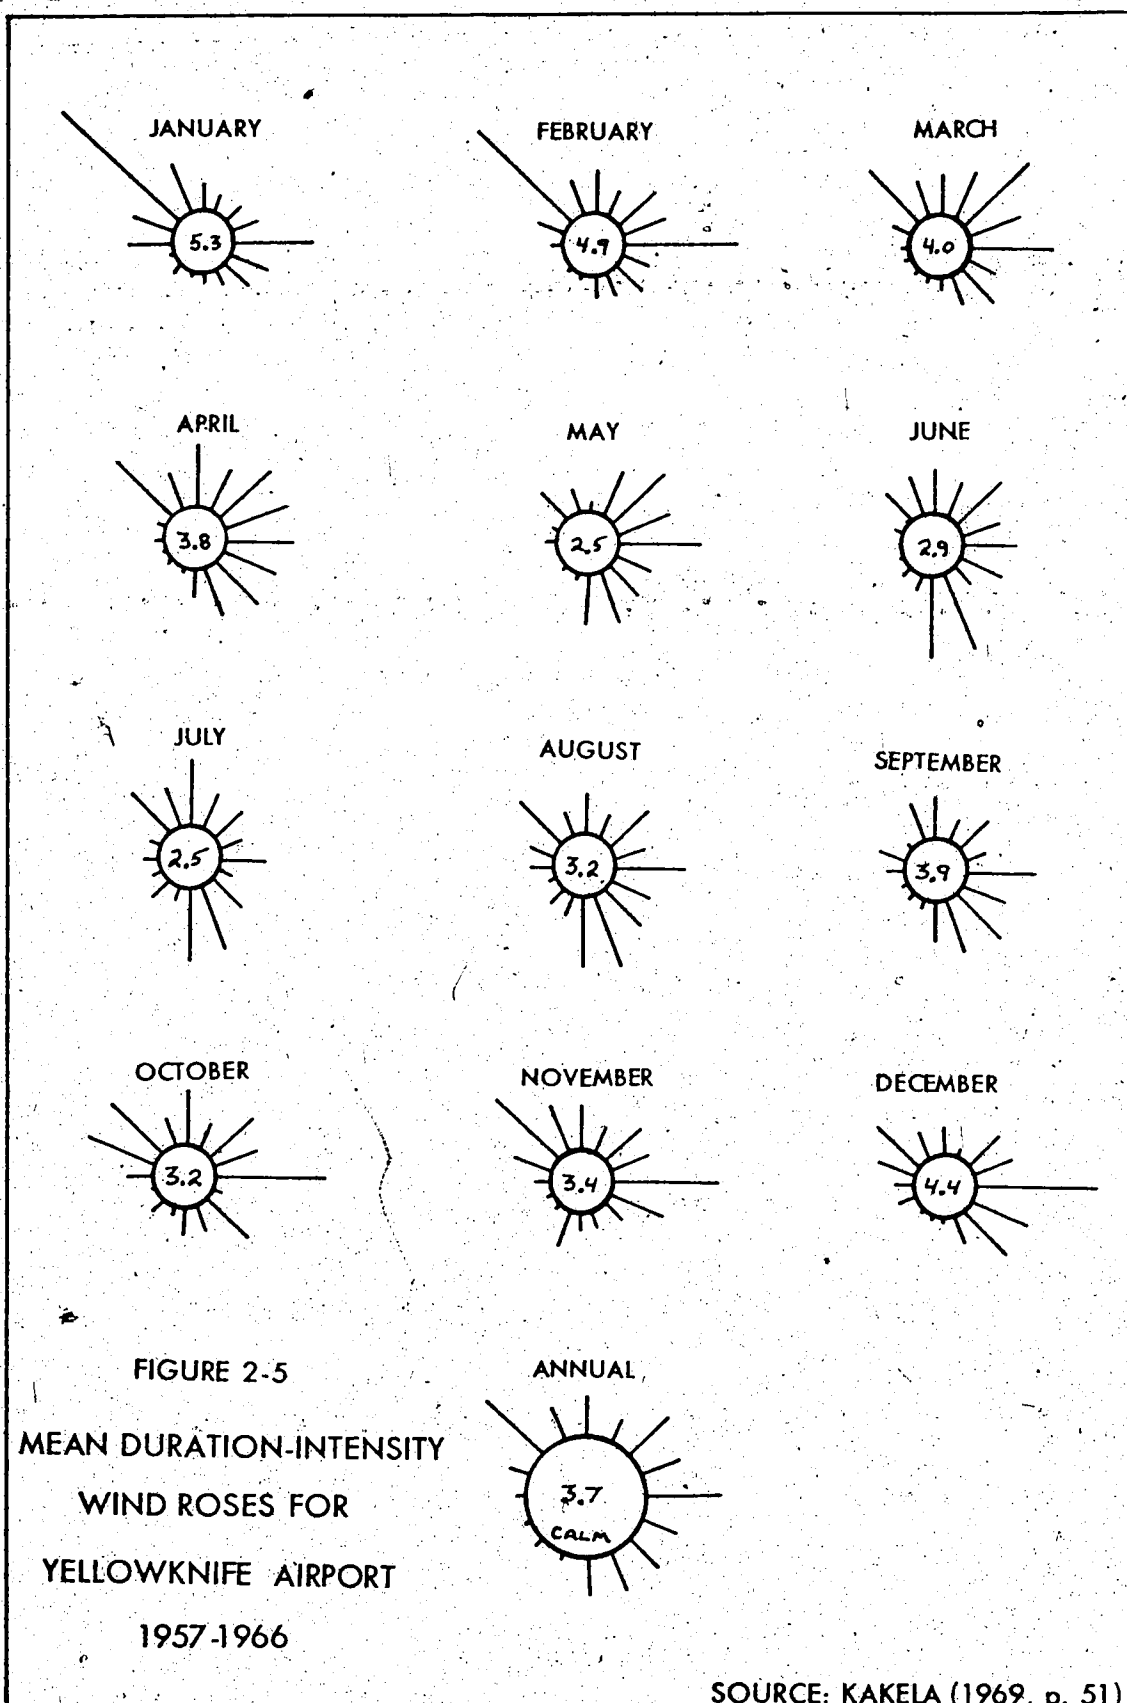 JANUARY
FEBRUARY
MARCH
5.3
4.9
4.0
APRIL
MAY
JUNE
3.8
2.5
2.9
JULY
AUGUST
SEPTEMBER
2.5
3.2
3.9
OCTOBER
NOVEMBER
DECEMBER
3.2
3.4
4.4
FIGURE 2-5
MEAN DURATION-INTENSITY
WIND ROSES FOR
YELLOWKNIFE AIRPORT
1957-1966
ANNUAL
3.7
CALM
SOURCE: KAKELA (1969, p. 51)